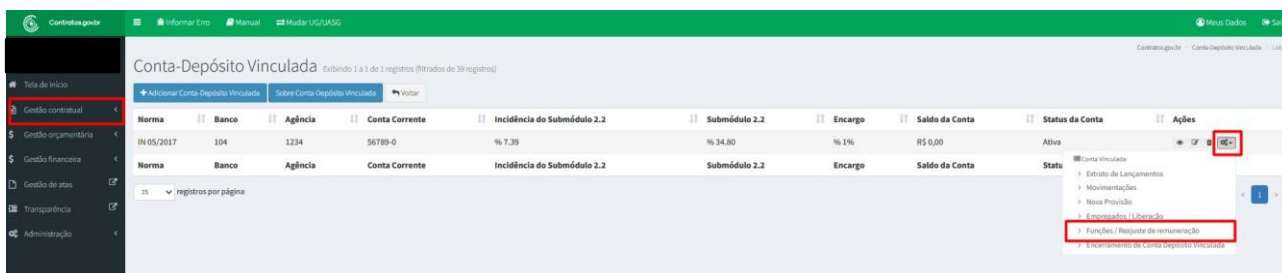 Contratos.govbr
Informar Erro Manual Mudar UG/UASG
Meus Dados
Contratos.gov.br Conta-Depósito Vinculada
Conta-Depósito Vinculada Exibindo 1 a 1 de 1 registros (filtrados de 39 registros)
Tela de início
Gestão contratual
Gestão orçamentária
Gestão financeira
Gestão de atas
Transparência
Administração
+ Adicionar Conta-Depósito Vinculada Sobre Conta-Depósito Vinculada Voltar
Norma Banco Agência Conta Corrente Incidência do Submódulo 2.2 Submódulo 2.2 Encargo Saldo da Conta Status da Conta Ações
IN 05/2017 104 1234 56789-0 % 7.39 % 34.80 % 1% R$ 0,00 Ativa
Norma Banco Agência Conta Corrente Incidência do Submódulo 2.2 Submódulo 2.2 Encargo Saldo da Conta Statu
25 registros por página
Conta Vinculada
> Extrato de Lançamentos
> Movimentações
> Nova Provisão
> Empregados / Liberação
> Funções / Reajuste de remuneração
> Encerramento de Conta Depósito Vinculada
< 1 >